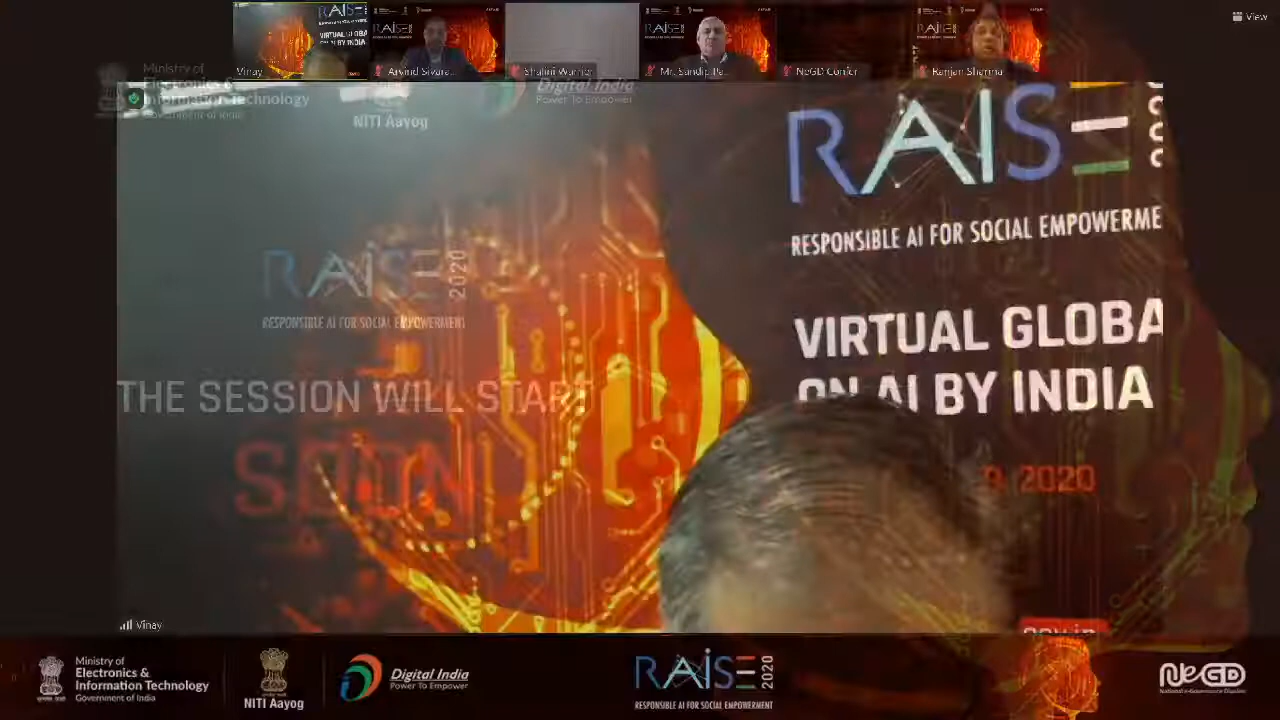 View
Vinay
Arvind Sivara...
Shalini Warrier
Mr. Sandip Pa...
NeGD Confer
Ranjan Sharma
Ministry of
Electronics &
Information Technology
Government of India
NITI Aayog
Digital India
Power To Empower
RAISE
RESPONSIBLE AI FOR SOCIAL EMPOWERME
VIRTUAL GLOBA
ON AI BY INDIA
2020
RAISE 2020
RESPONSIBLE AI FOR SOCIAL EMPOWERMENT
THE SESSION WILL START
SOON
Vinay
Ministry of
Electronics &
Information Technology
Government of India
NITI Aayog
Digital India
Power To Empower
RAISE 2020
RESPONSIBLE AI FOR SOCIAL EMPOWERMENT
NeGD
National e-Governance Division